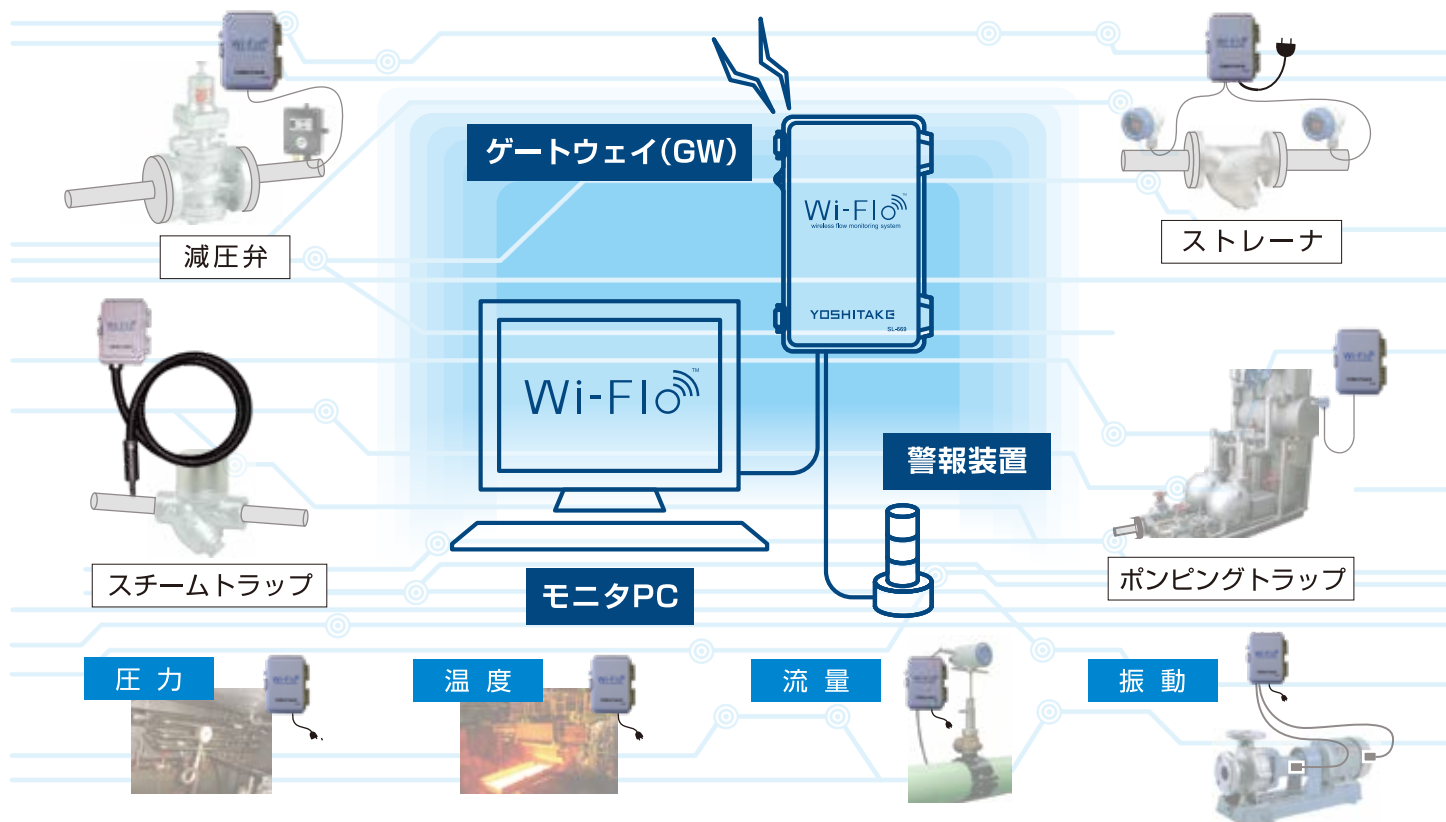 ゲートウェイ(GW)
Wi-Flo™
wireless flow monitoring system
YOSHITAKE
SL-669
減圧弁
ストレーナ
Wi-Flo™
警報装置
スチームトラップ
モニタPC
ポンピングトラップ
圧力
温度
流量
振動